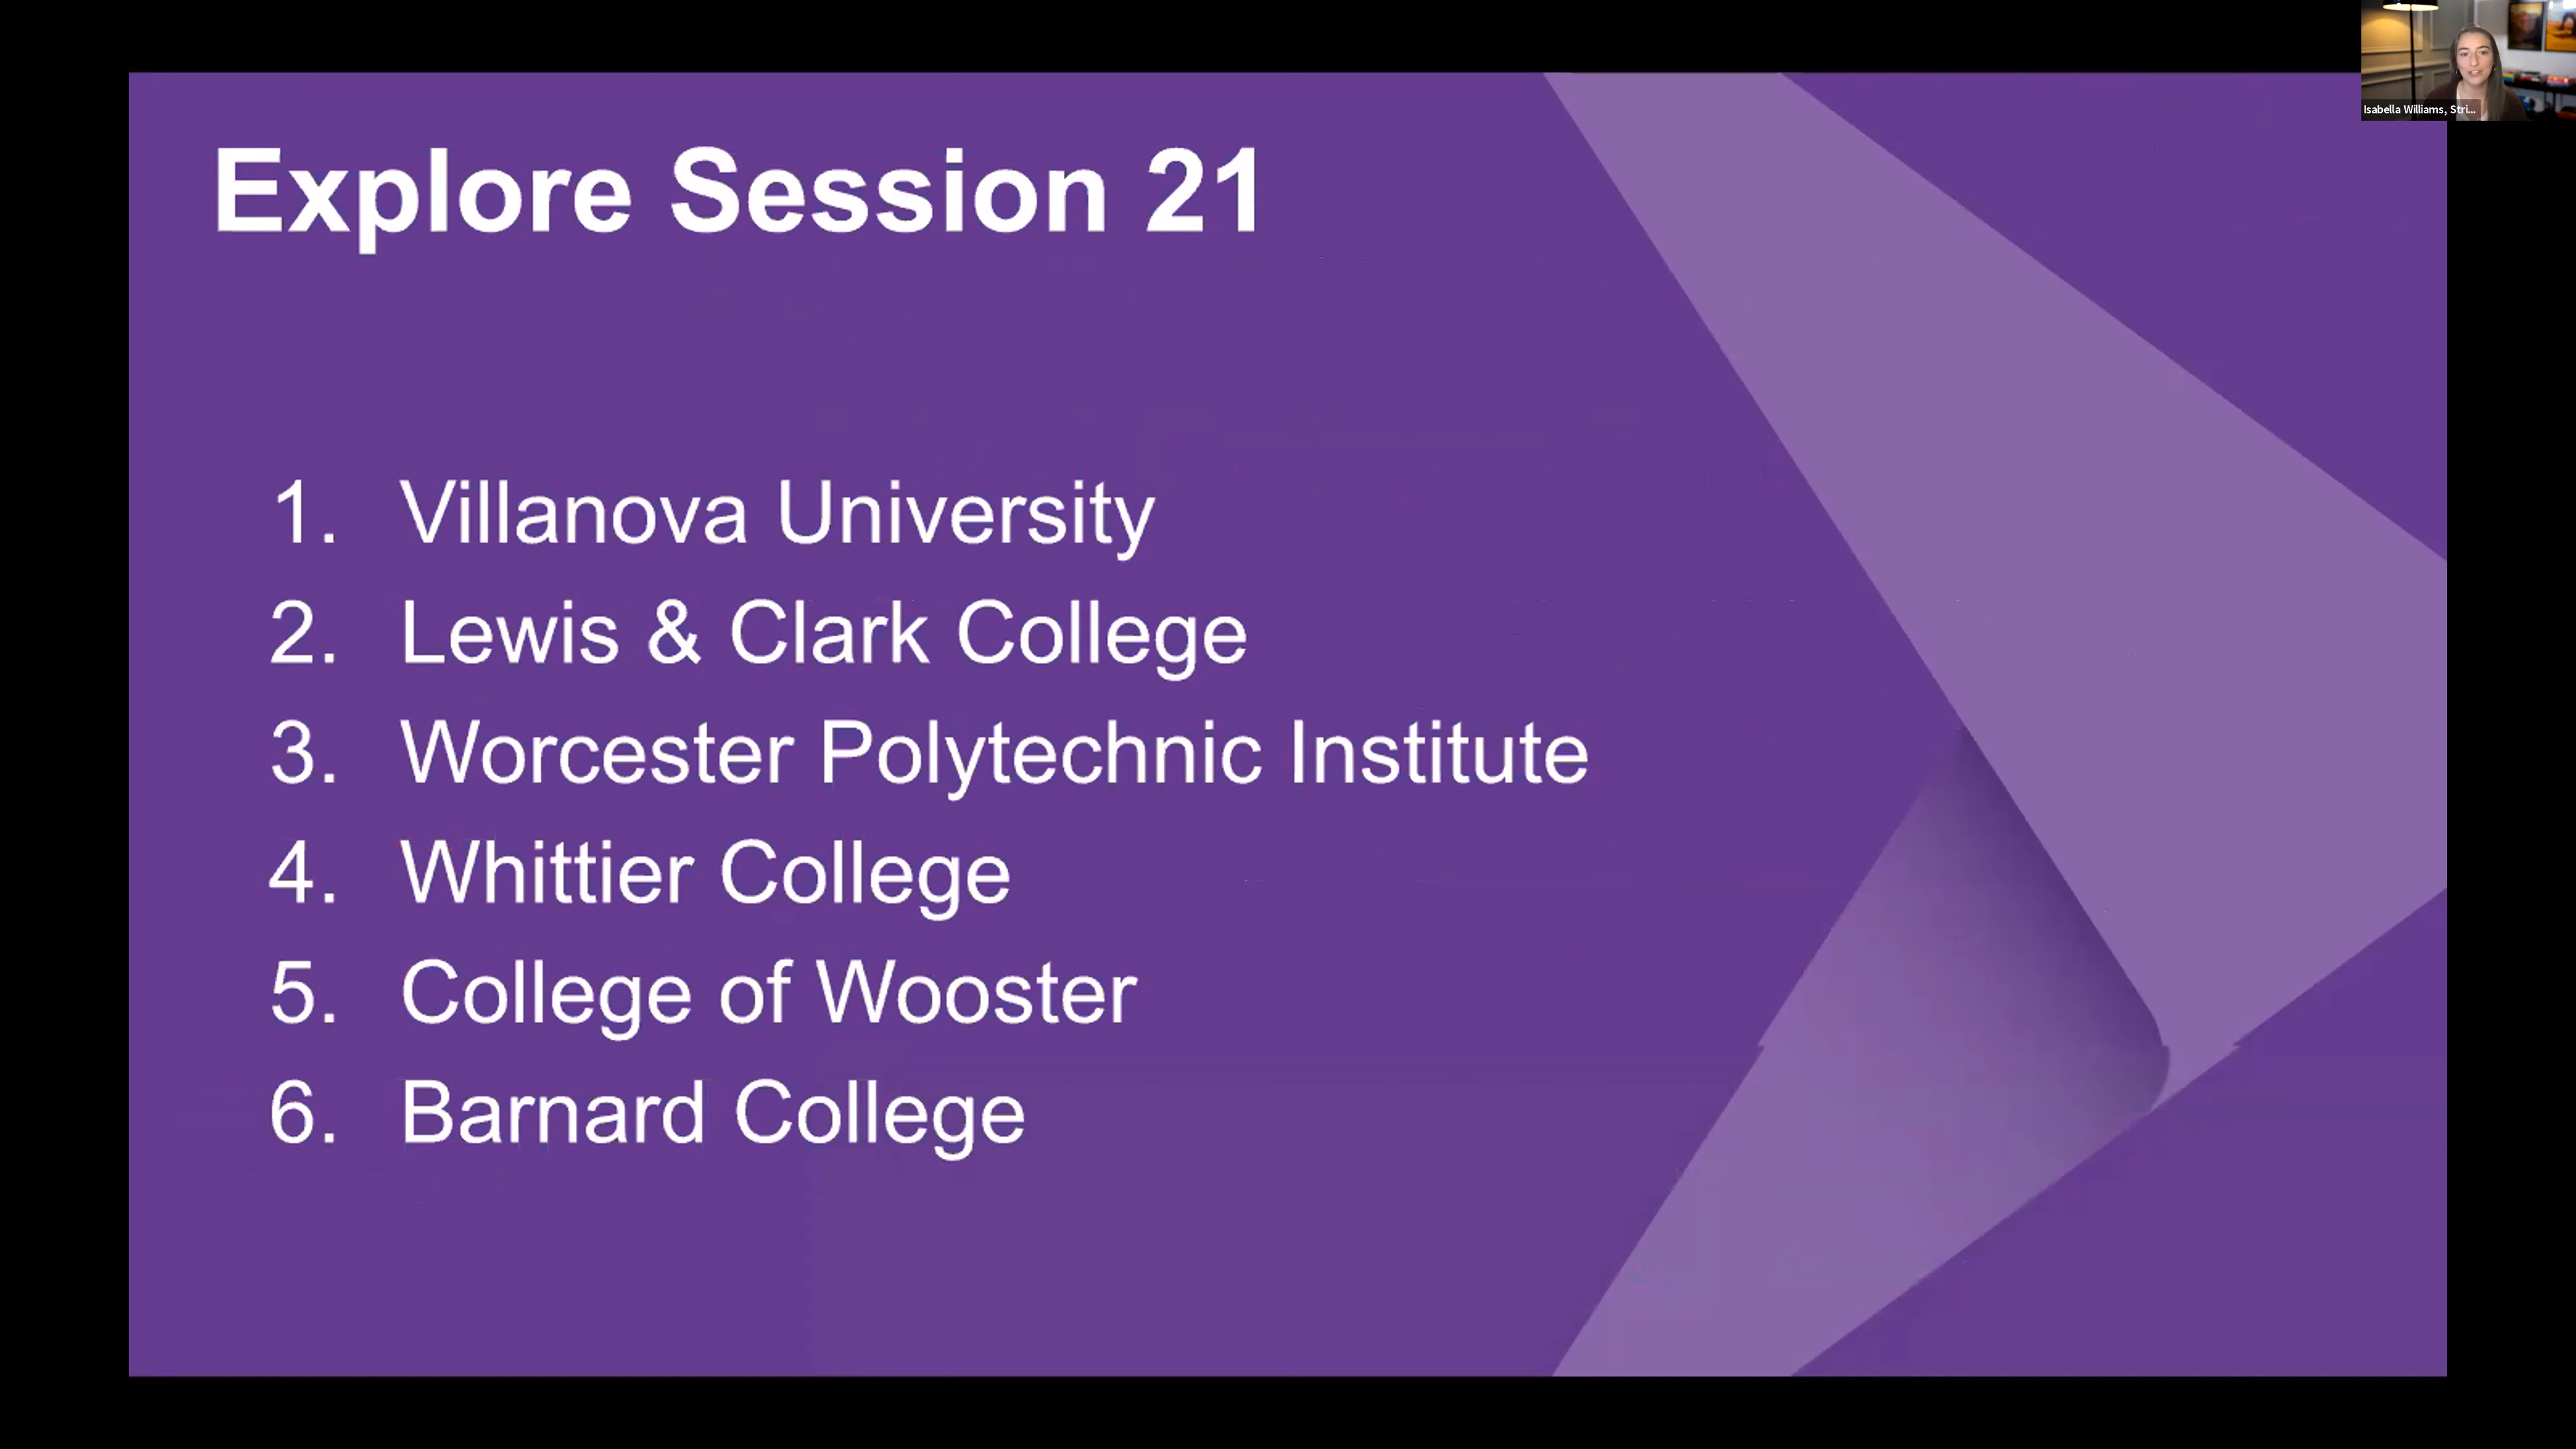 Explore Session 21
1. Villanova University
2. Lewis & Clark College
3. Worcester Polytechnic Institute
4. Whittier College
5. College of Wooster
6. Barnard College
Isabella Williams, Stri...